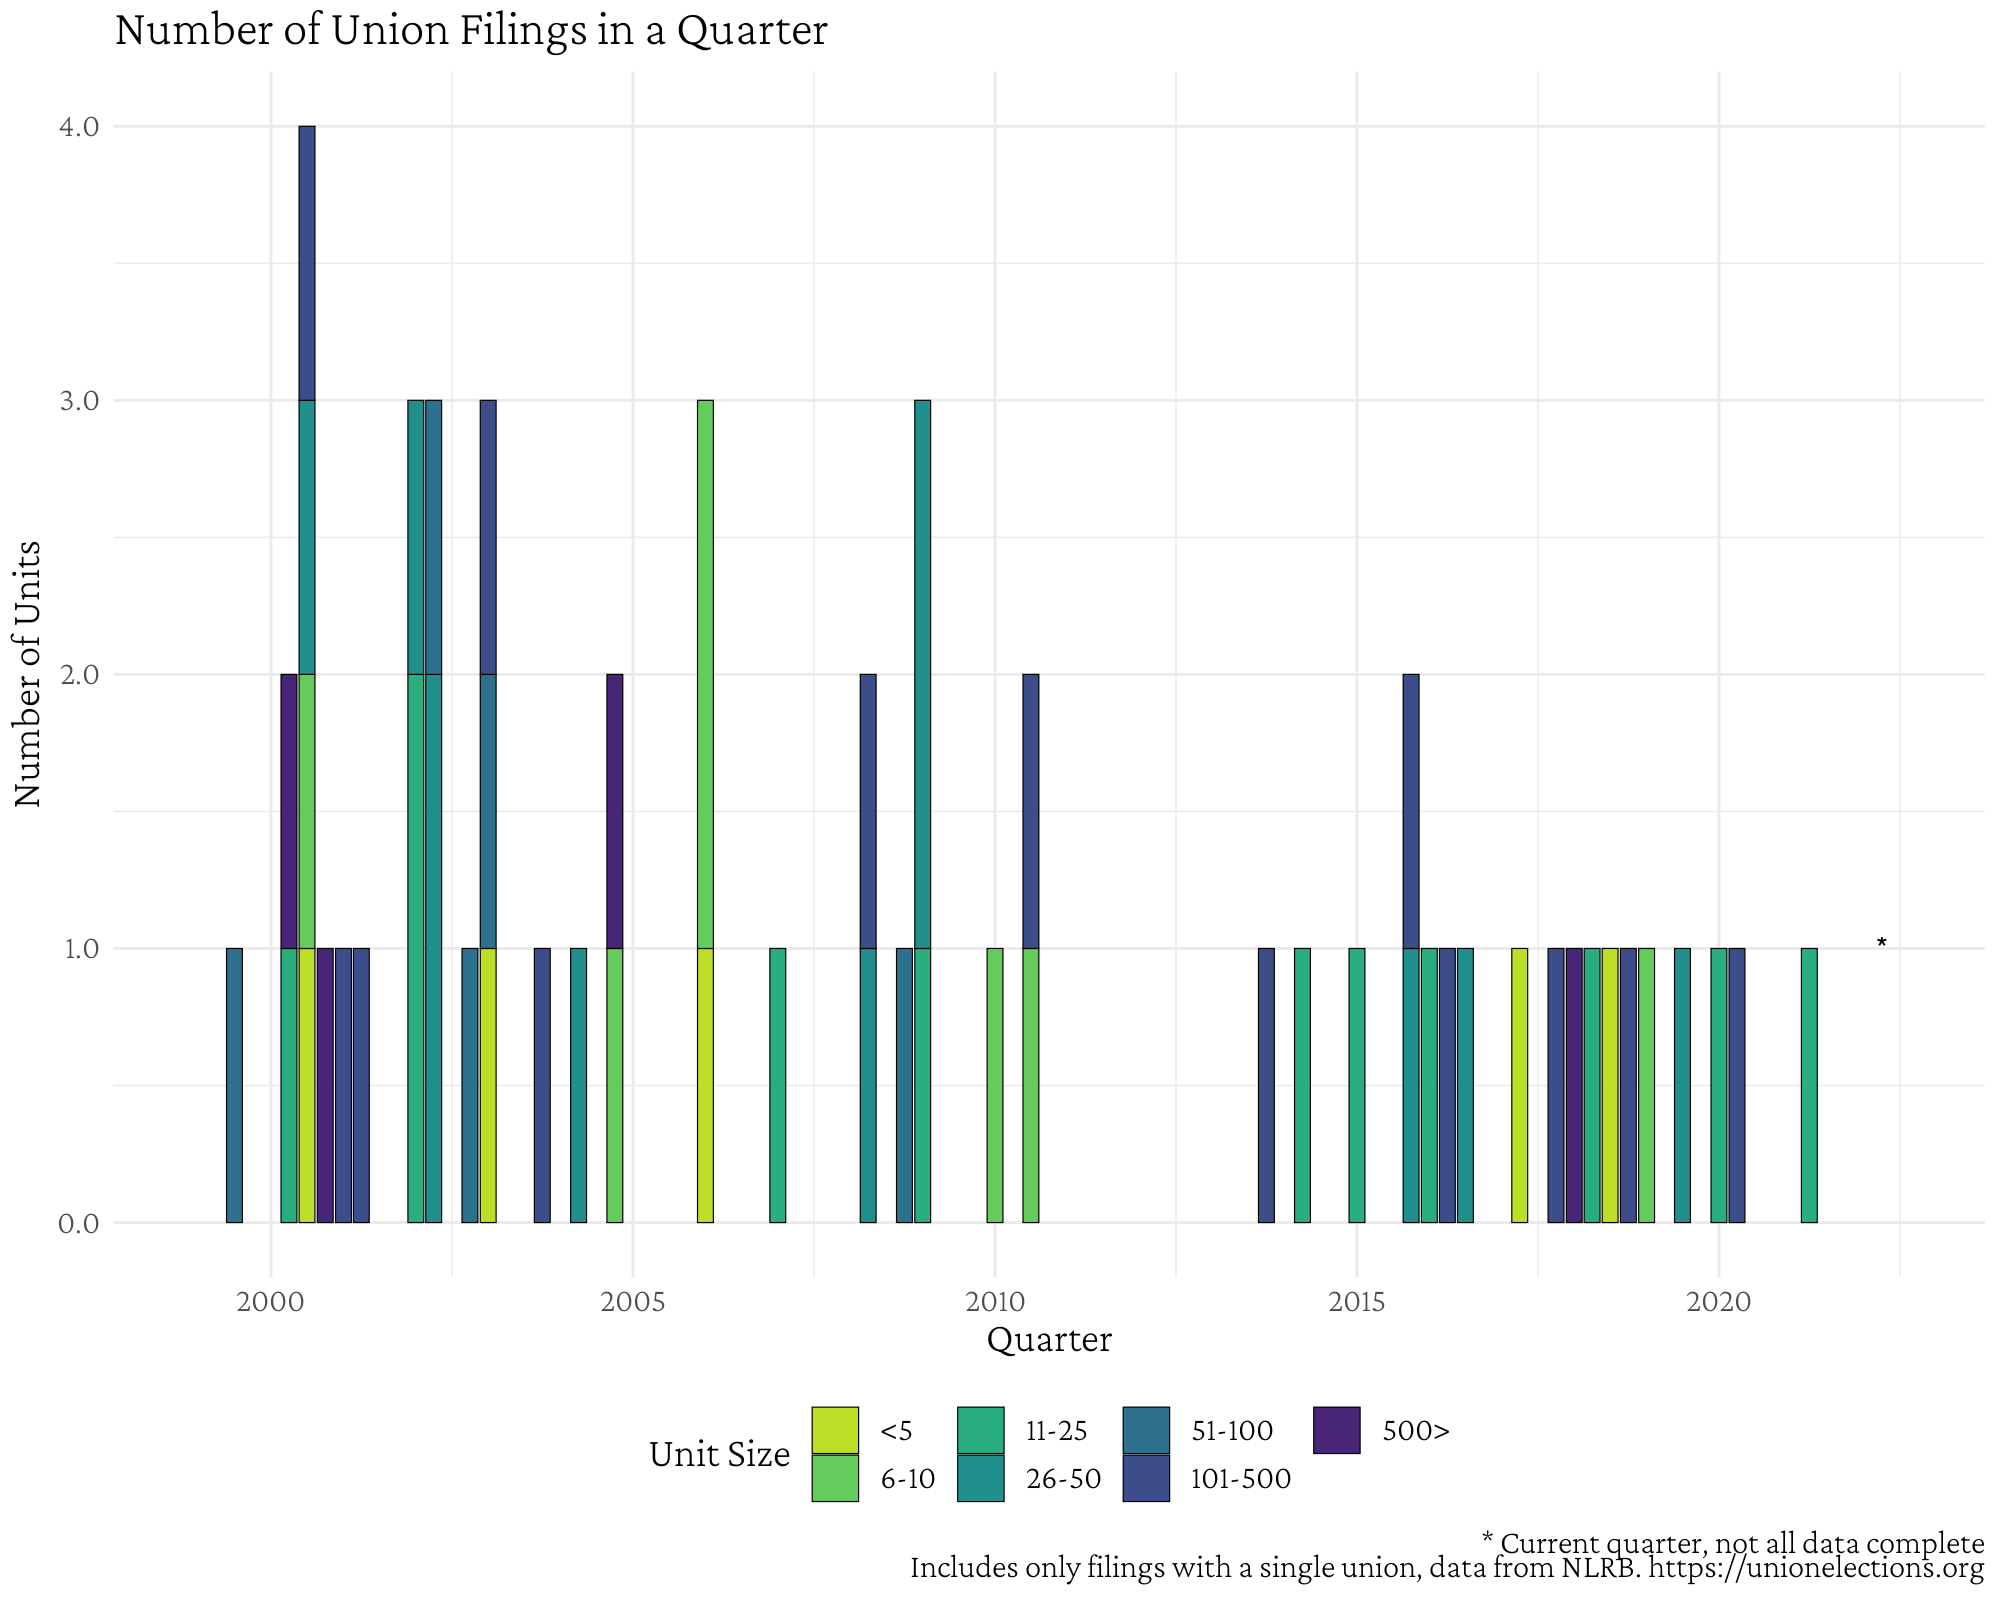 Number of Union Filings in a Quarter
4.0
3.0
2.0
1.0
0.0
Number of Units
*
2000 2005 2010 2015 2020
Quarter
Unit Size
<5 11-25 51-100 500>
6-10 26-50 101-500
* Current quarter, not all data complete
Includes only filings with a single union, data from NLRB. https://unionelections.org